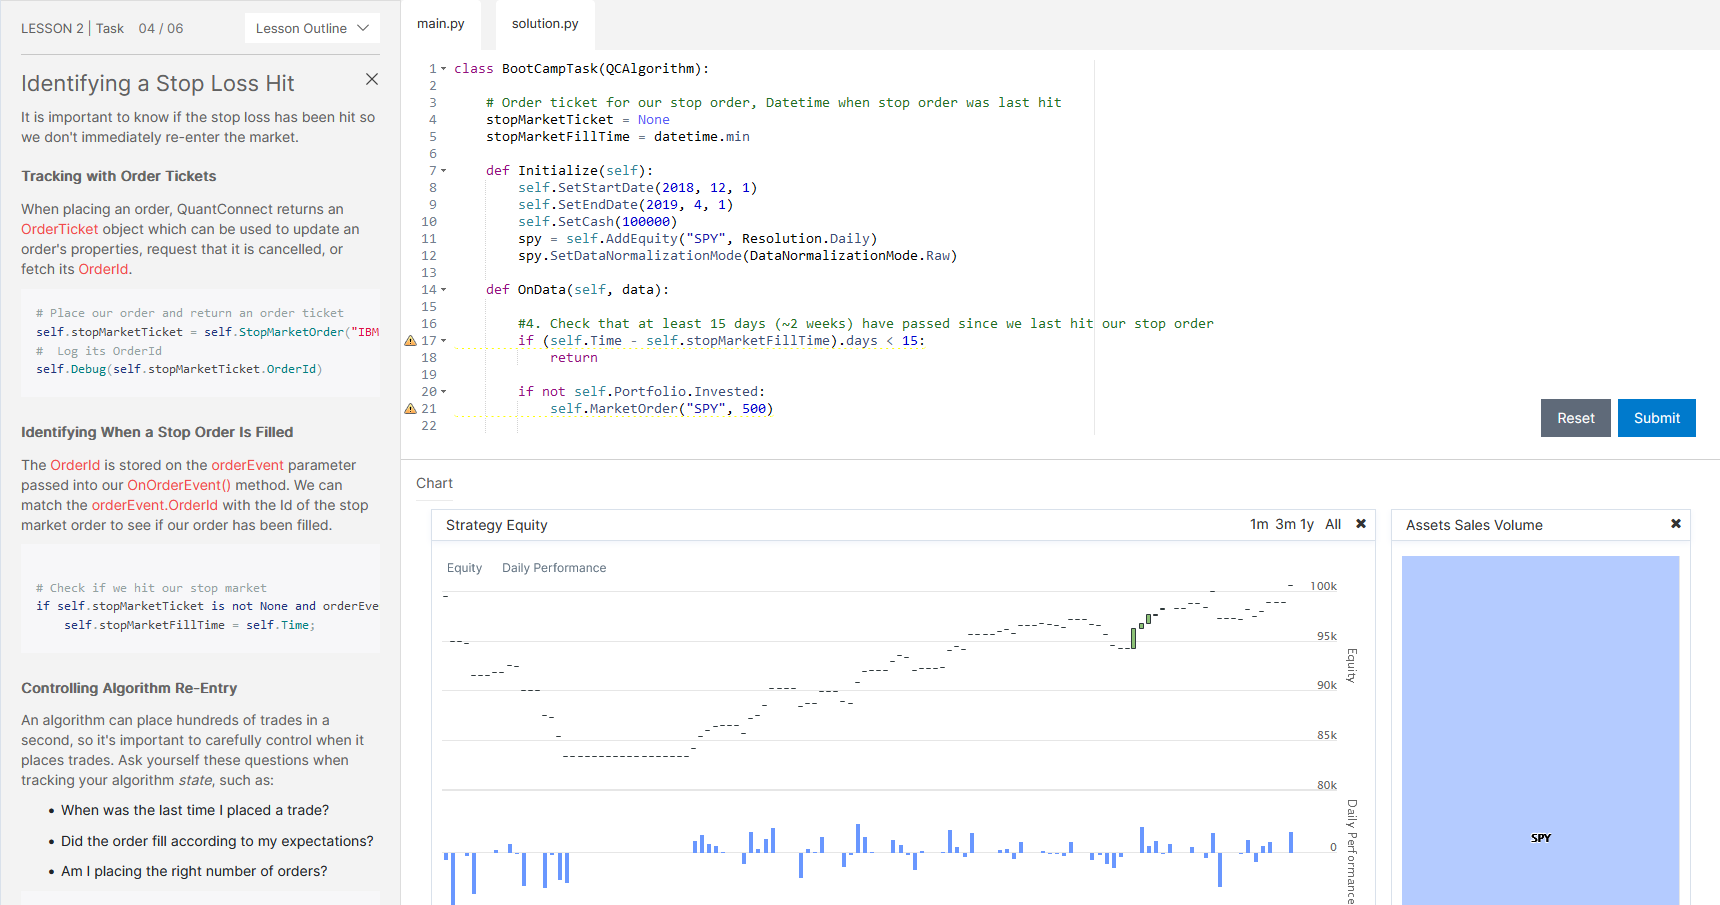 LESSON 2 | Task 04 / 06
Lesson Outline
Identifying a Stop Loss Hit
It is important to know if the stop loss has been hit so
we don't immediately re-enter the market.
Tracking with Order Tickets
When placing an order, QuantConnect returns an
OrderTicket object which can be used to update an
order's properties, request that it is cancelled, or
fetch its OrderId.
# Place our order and return an order ticket
self.stopMarketTicket = self.StopMarketOrder("IBM
# Log its OrderId
self.Debug(self.stopMarketTicket.OrderId)
Identifying When a Stop Order Is Filled
The OrderId is stored on the orderEvent parameter
passed into our OnOrderEvent() method. We can
match the orderEvent.OrderId with the Id of the stop
market order to see if our order has been filled.
# Check if we hit our stop market
if self.stopMarketTicket is not None and orderEve
self.stopMarketFillTime = self.Time;
Controlling Algorithm Re-Entry
An algorithm can place hundreds of trades in a
second, so it's important to carefully control when it
places trades. Ask yourself these questions when
tracking your algorithm state, such as:
• When was the last time I placed a trade?
• Did the order fill according to my expectations?
• Am I placing the right number of orders?
main.py solution.py
1 class BootCampTask(QCAlgorithm):
2
3 # Order ticket for our stop order, Datetime when stop order was last hit
4 stopMarketTicket = None
5 stopMarketFillTime = datetime.min
6
7 def Initialize(self):
8 self.SetStartDate(2018, 12, 1)
9 self.SetEndDate(2019, 4, 1)
10 self.SetCash(100000)
11 spy = self.AddEquity("SPY", Resolution.Daily)
12 spy.SetDataNormalizationMode(DataNormalizationMode.Raw)
13
14 def OnData(self, data):
15
16 #4. Check that at least 15 days (~2 weeks) have passed since we last hit our stop order
17 if (self.Time - self.stopMarketFillTime).days < 15:
18 return
19
20 if not self.Portfolio.Invested:
21 self.MarketOrder("SPY", 500)
22
Reset Submit
Chart
Strategy Equity 1m 3m 1y All
Equity Daily Performance
100k
95k
90k
85k
80k
Equity
0
Daily Performance
Assets Sales Volume
SPY